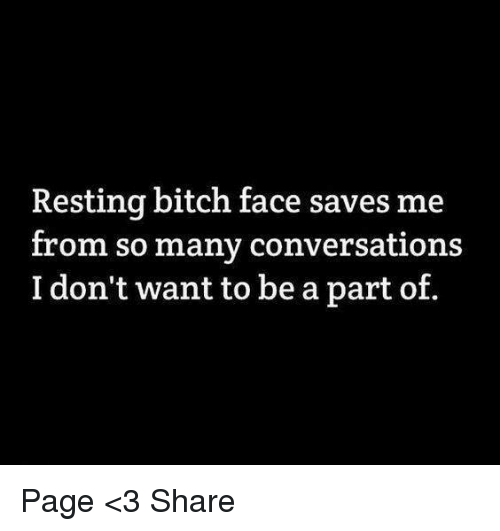 Resting bitch face saves me
from so many conversations
I don't want to be a part of.
Page <3 Share